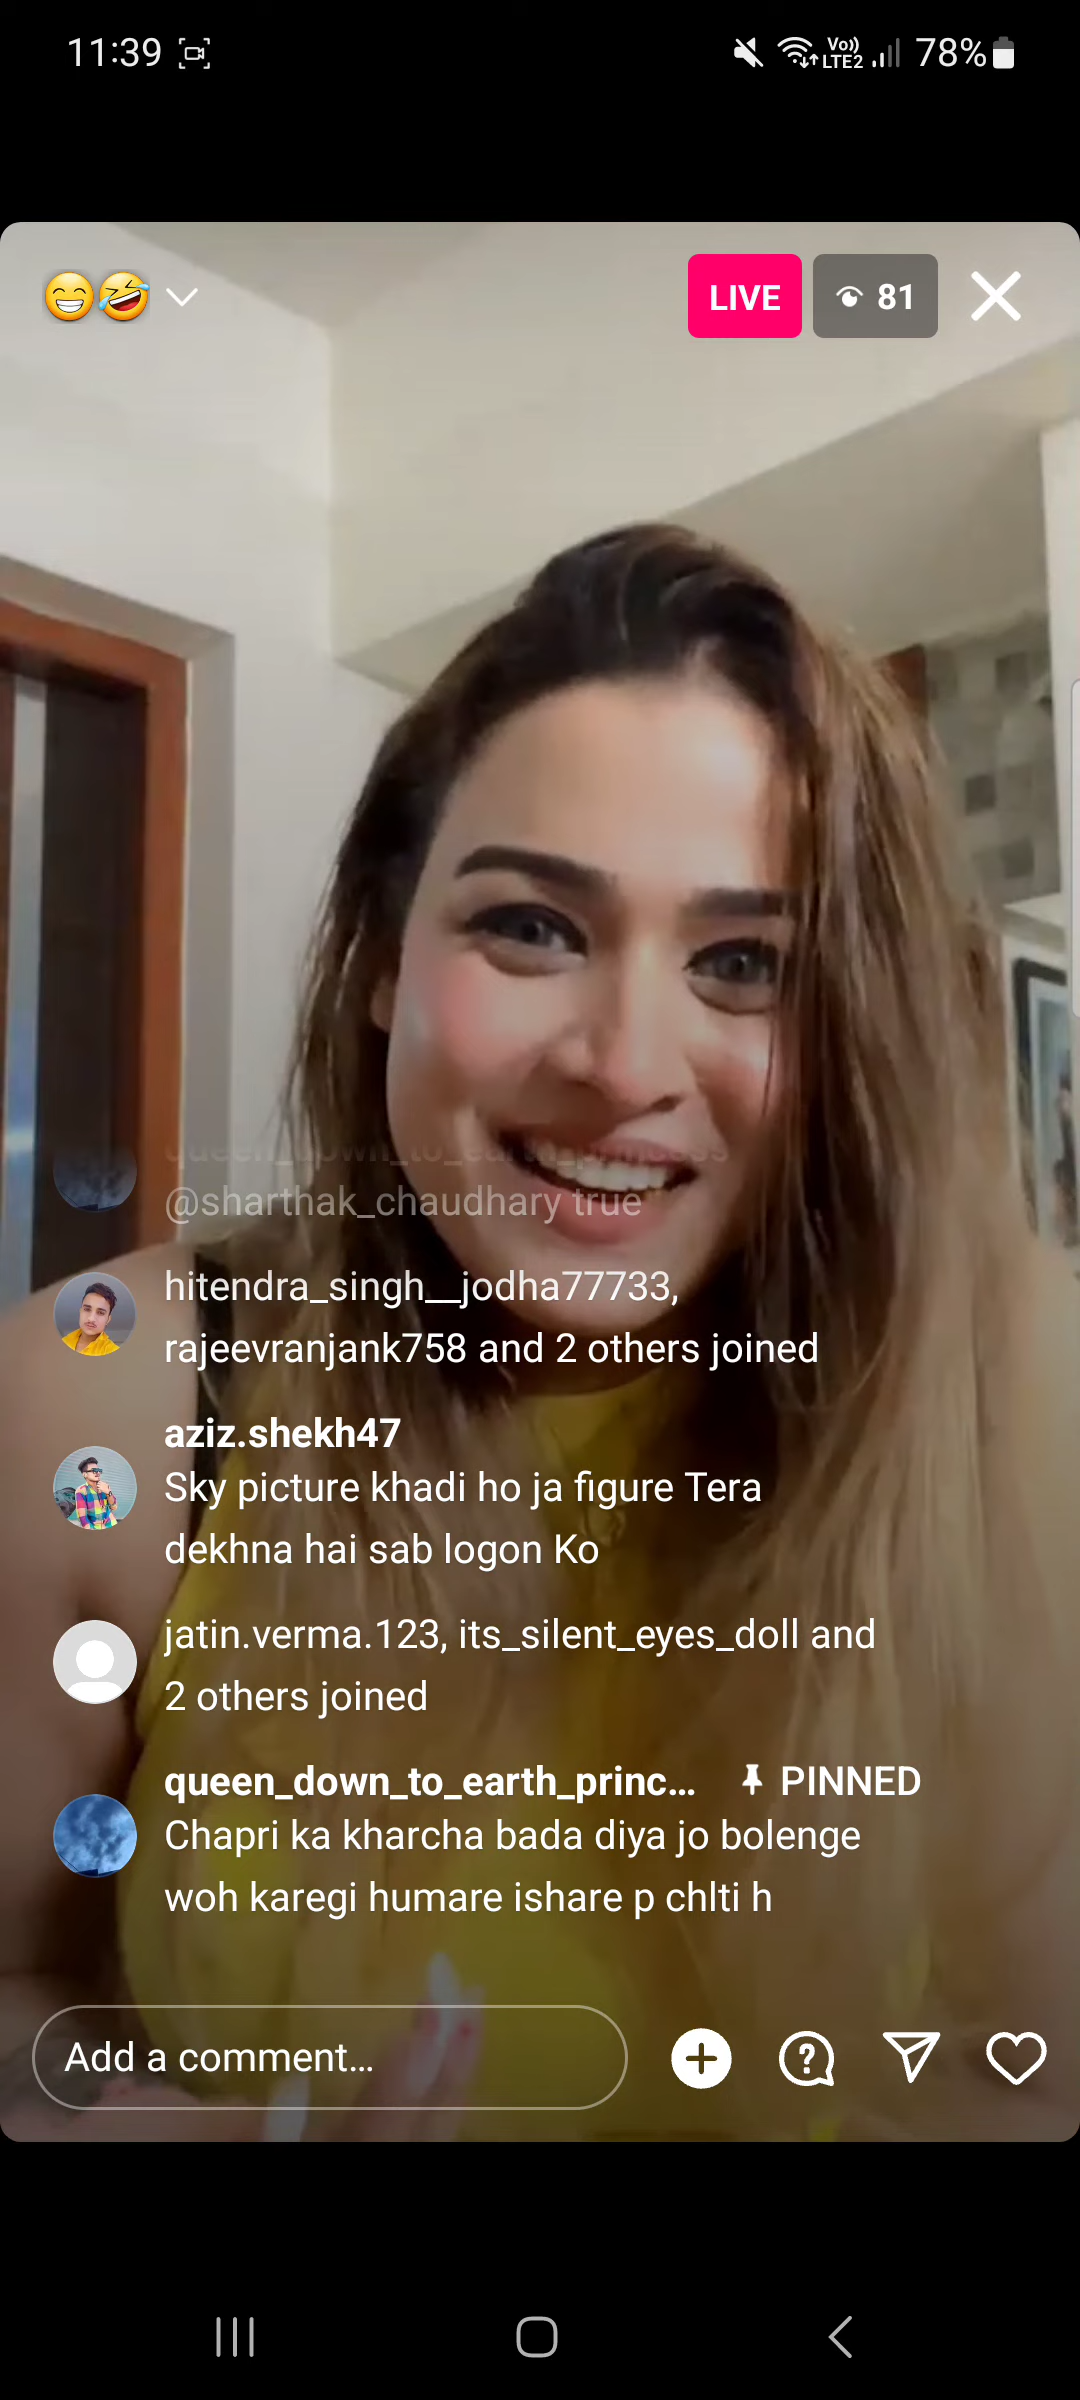 11:39
Vo)) LTE2 78%
😁🤣 LIVE 81
@sharthak_chaudhary true
hitendra_singh__jodha77733,
rajeevranjank758 and 2 others joined
aziz.shekh47
Sky picture khadi ho ja figure Tera
dekhna hai sab logon Ko
jatin.verma.123, its_silent_eyes_doll and
2 others joined
queen_down_to_earth_princ... PINNED
Chapri ka kharcha bada diya jo bolenge
woh karegi humare ishare p chlti h
Add a comment...